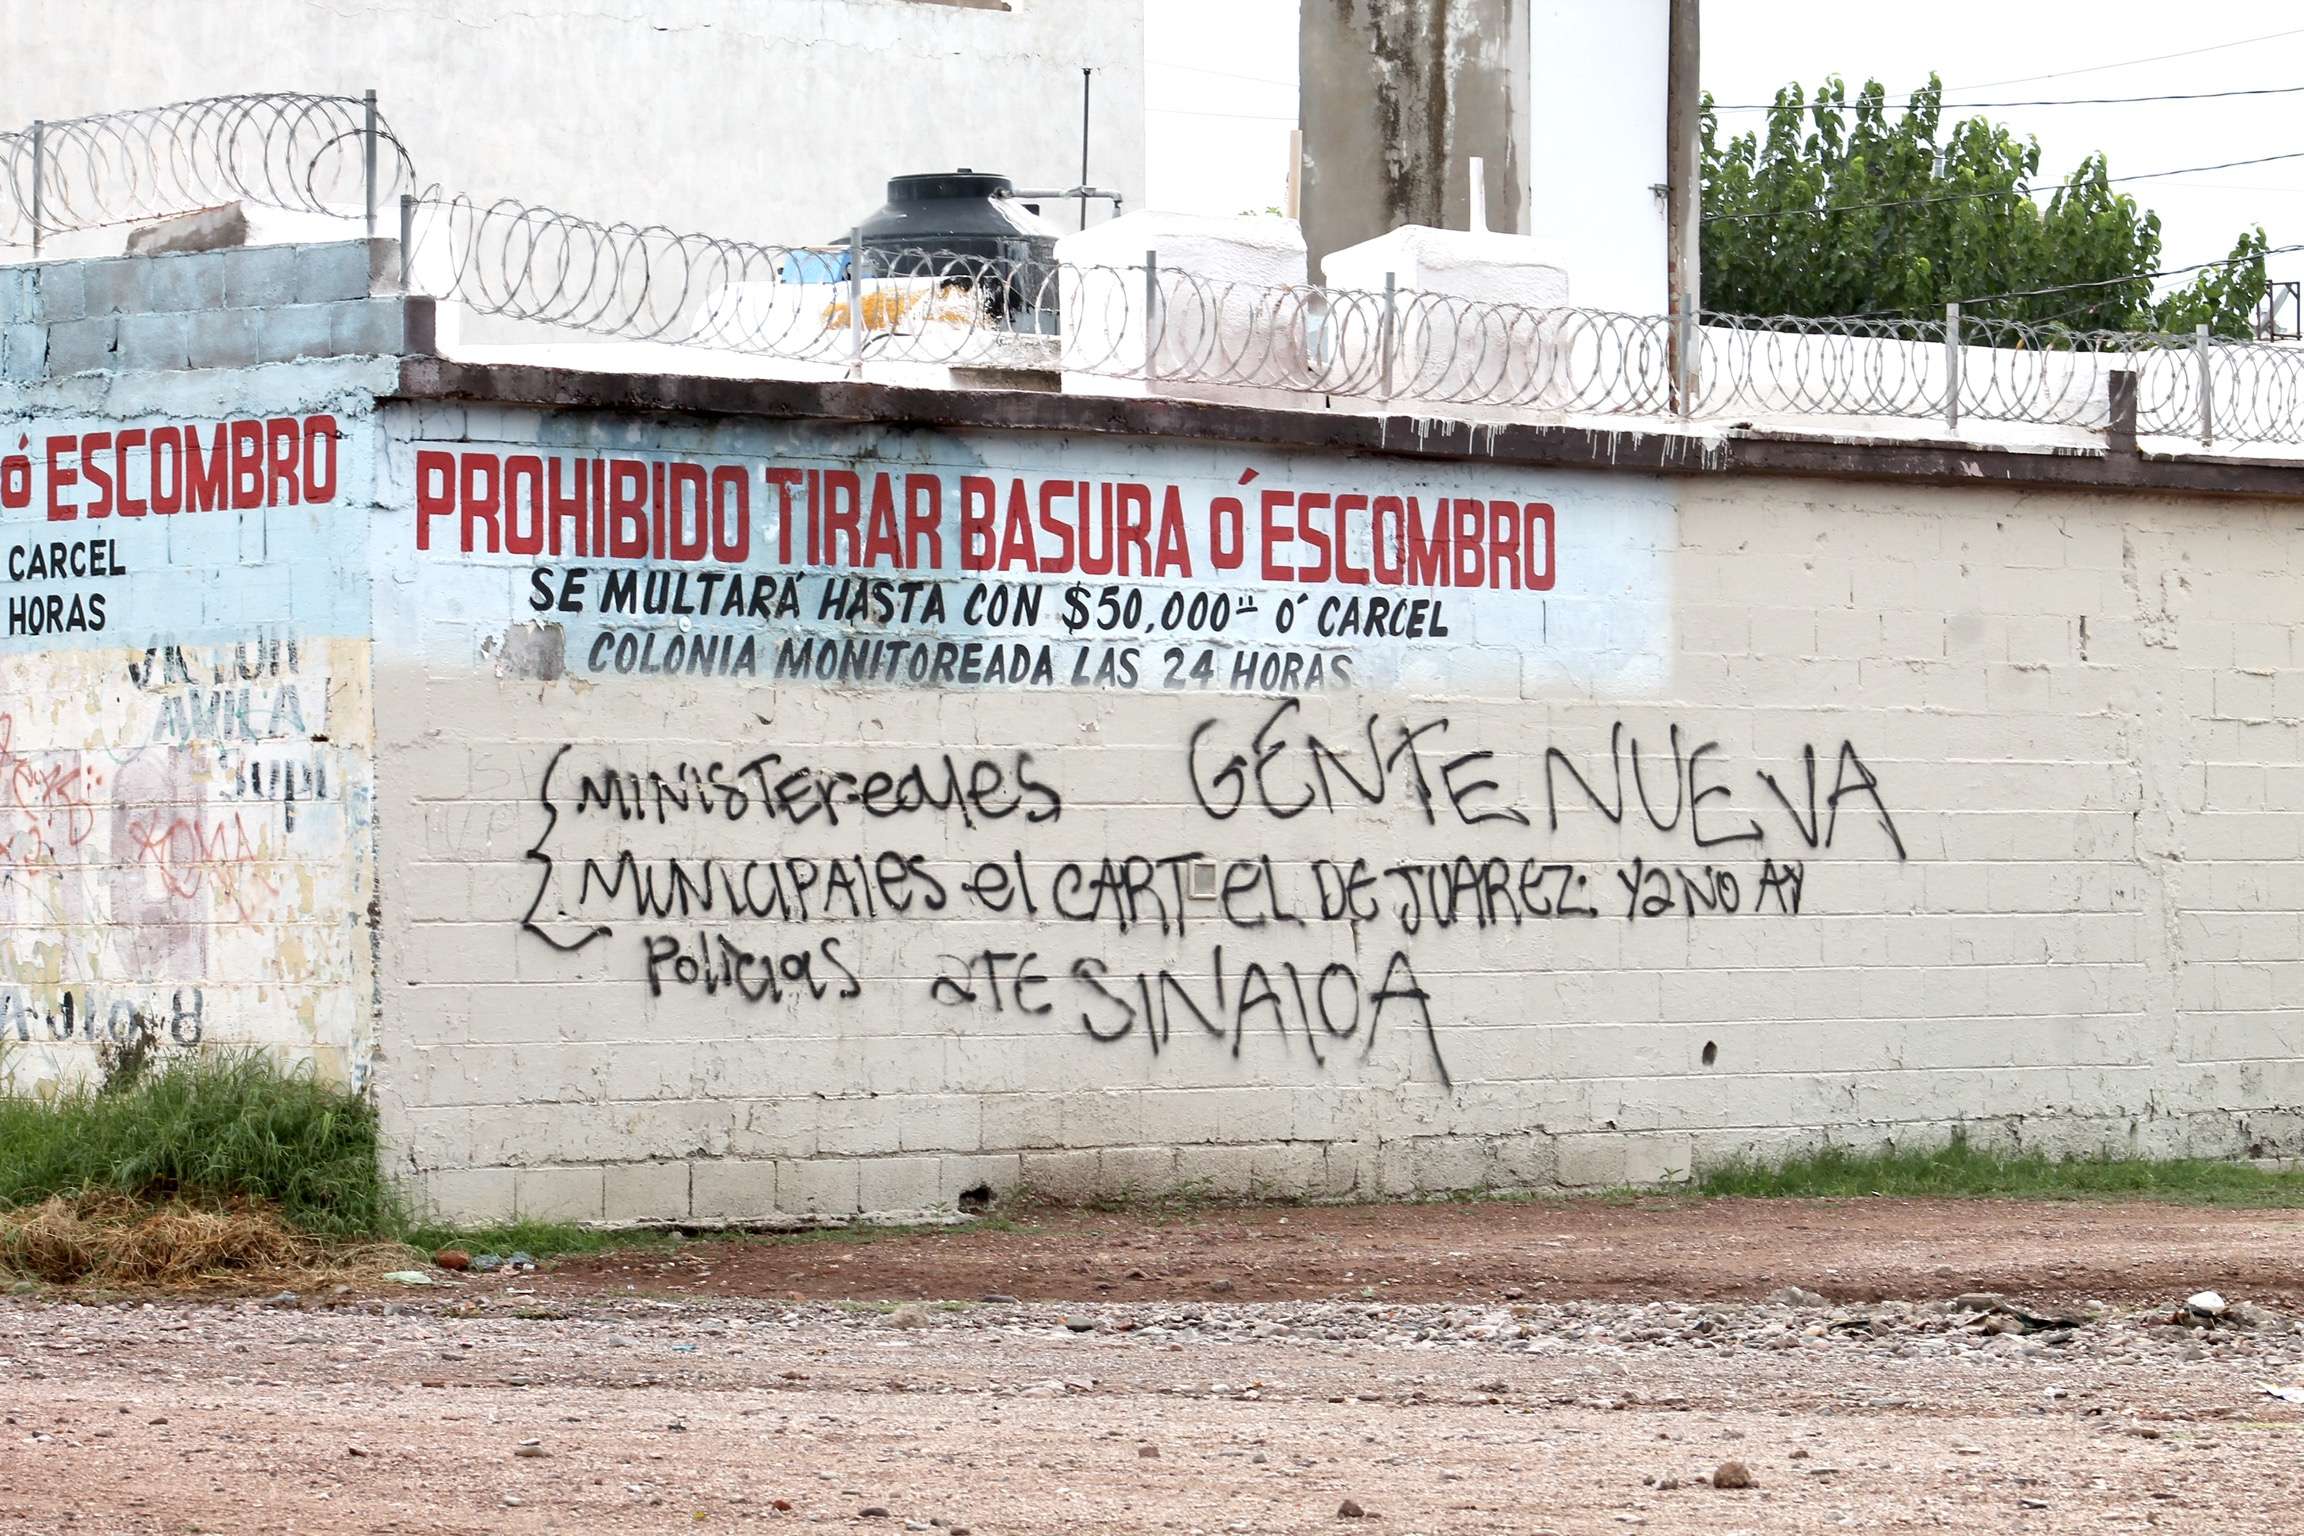 Ó ESCOMBRO
CARCEL
HORAS
AVILA
PROHIBIDO TIRAR BASURA Ó ESCOMBRO
SE MULTARÁ HASTA CON $50,000.. Ó CARCEL
COLONIA MONITOREADA LAS 24 HORAS
MINISTEreales GENTE NUEVA
MUNICIPAles el CARTEL DE JUAREZ: Ya NO AY
Policias aTE SINAlOA